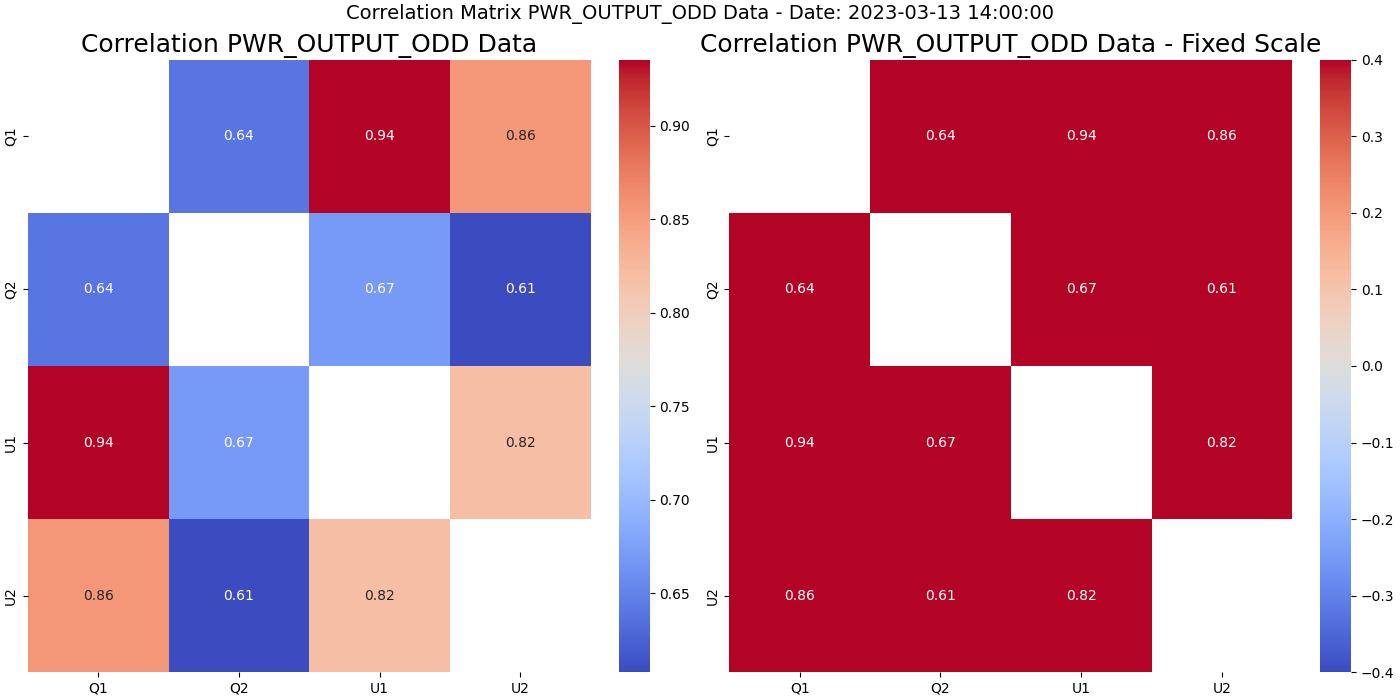 Correlation Matrix PWR_OUTPUT_ODD Data - Date: 2023-03-13 14:00:00
Correlation PWR_OUTPUT_ODD Data
Q1
0.64
0.94
0.86
Q2
0.64
0.67
0.61
U1
0.94
0.67
0.82
U2
0.86
0.61
0.82
Q1
Q2
U1
U2
0.90
0.85
0.80
0.75
0.70
0.65
Correlation PWR_OUTPUT_ODD Data - Fixed Scale
Q1
0.64
0.94
0.86
Q2
0.64
0.67
0.61
U1
0.94
0.67
0.82
U2
0.86
0.61
0.82
Q1
Q2
U1
U2
0.4
0.3
0.2
0.1
0.0
−0.1
−0.2
−0.3
−0.4